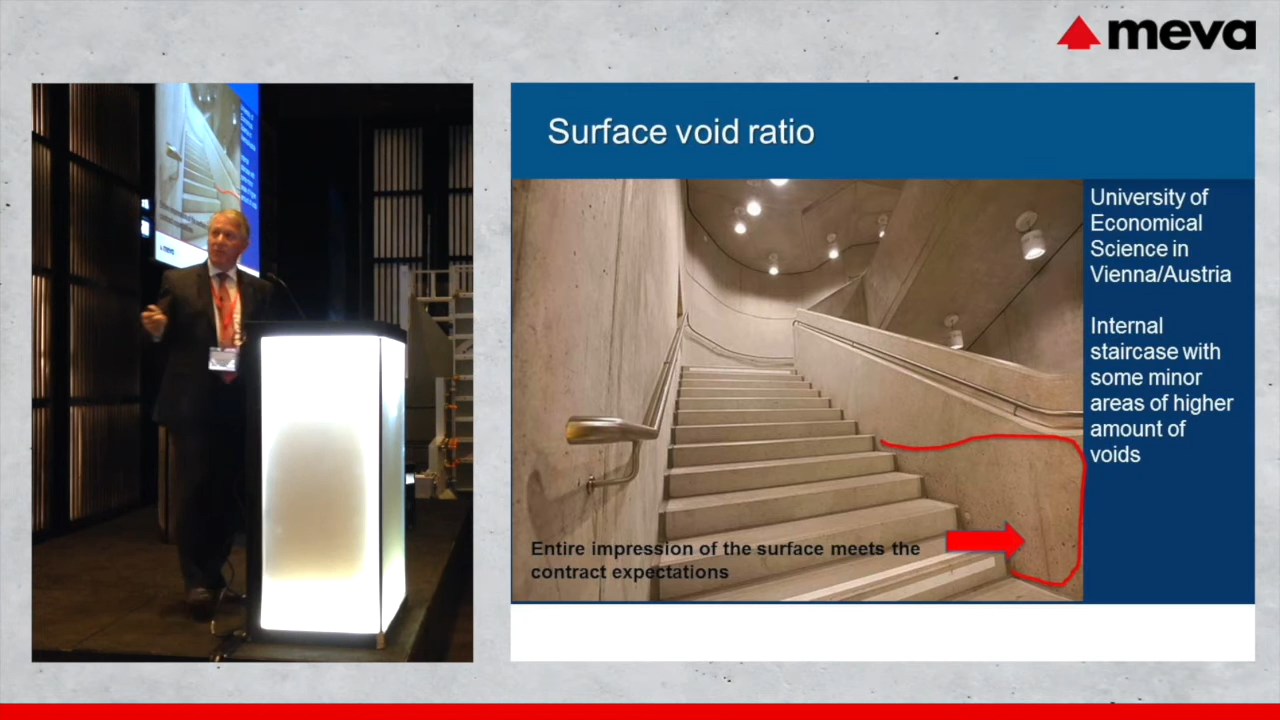 meva
Surface void ratio
University of
Economical
Science in
Vienna/Austria
Internal
staircase with
some minor
areas of higher
amount of
voids
Entire impression of the surface meets the
contract expectations